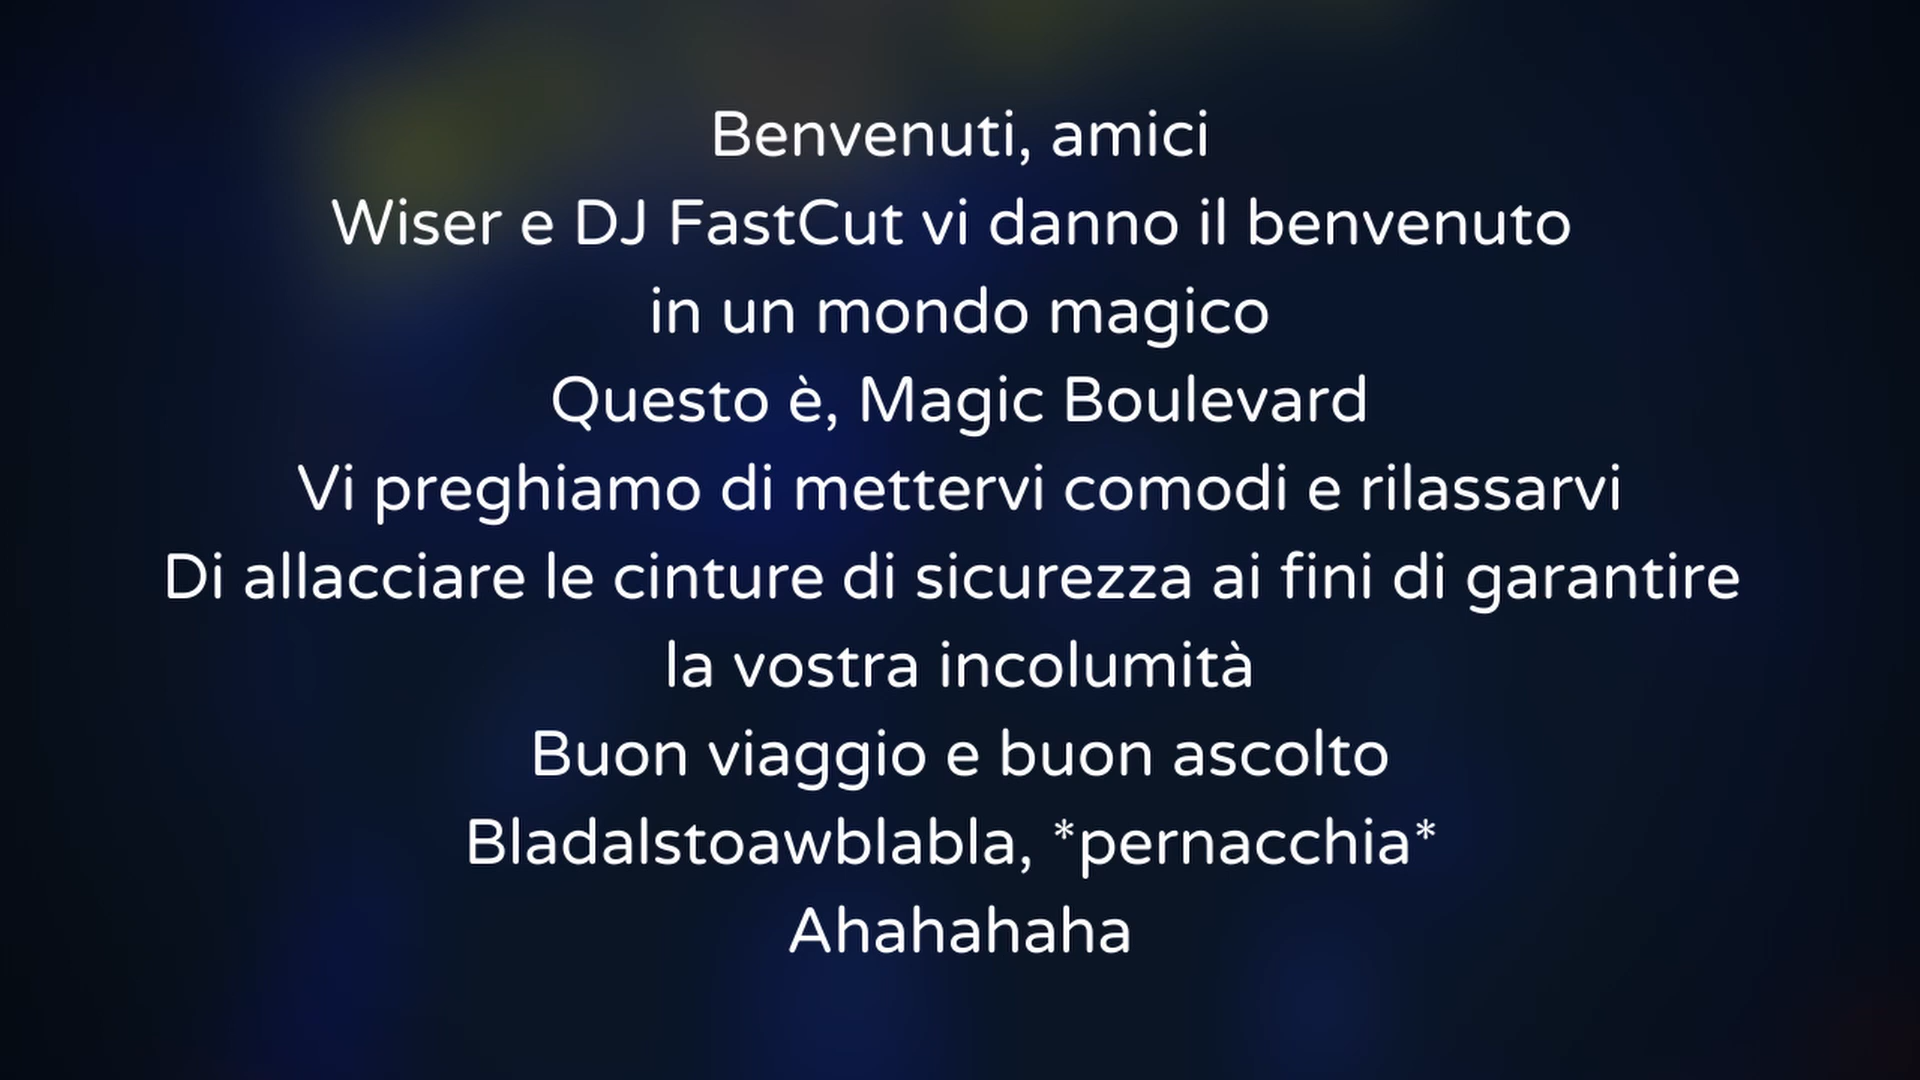 Benvenuti, amici
Wiser e DJ FastCut vi danno il benvenuto
in un mondo magico
Questo è, Magic Boulevard
Vi preghiamo di mettervi comodi e rilassarvi
Di allacciare le cinture di sicurezza ai fini di garantire
la vostra incolumità
Buon viaggio e buon ascolto
Bladalstoawblabla, *pernacchia*
Ahahahaha